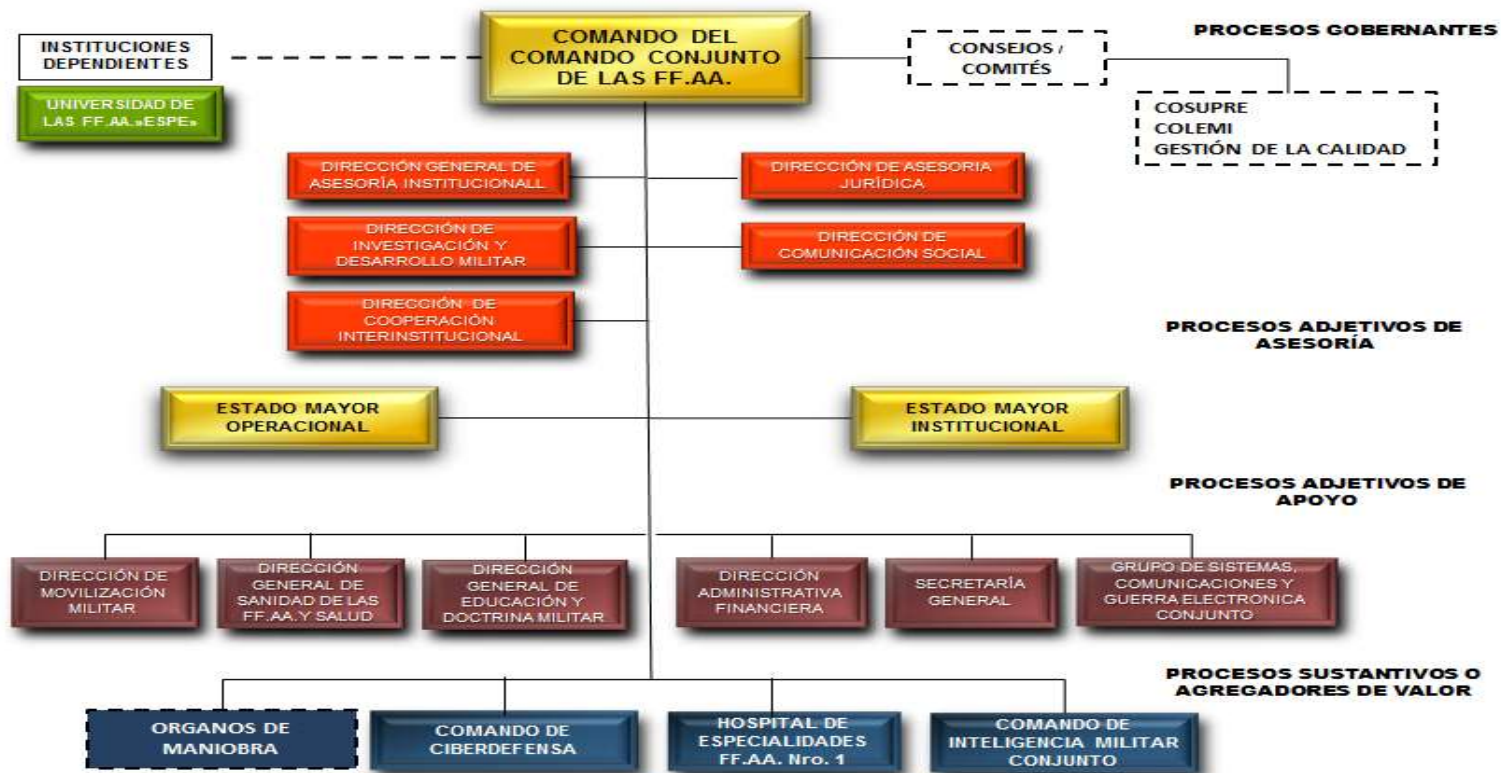 PROCESOS GOBERNANTES
INSTITUCIONES
DEPENDIENTES
COMANDO DEL
COMANDO CONJUNTO
DE LAS FF.AA.
CONSEJOS /
COMITÉS
UNIVERSIDAD DE
LAS FF.AA.»ESPE»
COSUPRE
COLEMI
GESTIÓN DE LA CALIDAD
DIRECCIÓN GENERAL DE
ASESORÍA INSTITUCIONALL
DIRECCIÓN DE ASESORIA
JURÍDICA
DIRECCIÓN DE
INVESTIGACIÓN Y
DESARROLLO MILITAR
DIRECCIÓN DE
COMUNICACIÓN SOCIAL
DIRECCIÓN DE
COOPERACIÓN
INTERINSTITUCIONAL
PROCESOS ADJETIVOS DE
ASESORÍA
ESTADO MAYOR
OPERACIONAL
ESTADO MAYOR
INSTITUCIONAL
PROCESOS ADJETIVOS DE
APOYO
DIRECCIÓN DE
MOVILIZACIÓN
MILITAR
DIRECCIÓN
GENERAL DE
SANIDAD DE LAS
FF.AA.Y SALUD
DIRECCIÓN
GENERAL DE
EDUCACIÓN Y
DOCTRINA MILITAR
DIRECCIÓN
ADMINISTRATIVA
FINANCIERA
SECRETARÍA
GENERAL
GRUPO DE SISTEMAS,
COMUNICACIONES Y
GUERRA ELECTRONICA
CONJUNTO
PROCESOS SUSTANTIVOS O
AGREGADORES DE VALOR
ORGANOS DE
MANIOBRA
COMANDO DE
CIBERDEFENSA
HOSPITAL DE
ESPECIALIDADES
FF.AA. Nro. 1
COMANDO DE
INTELIGENCIA MILITAR
CONJUNTO